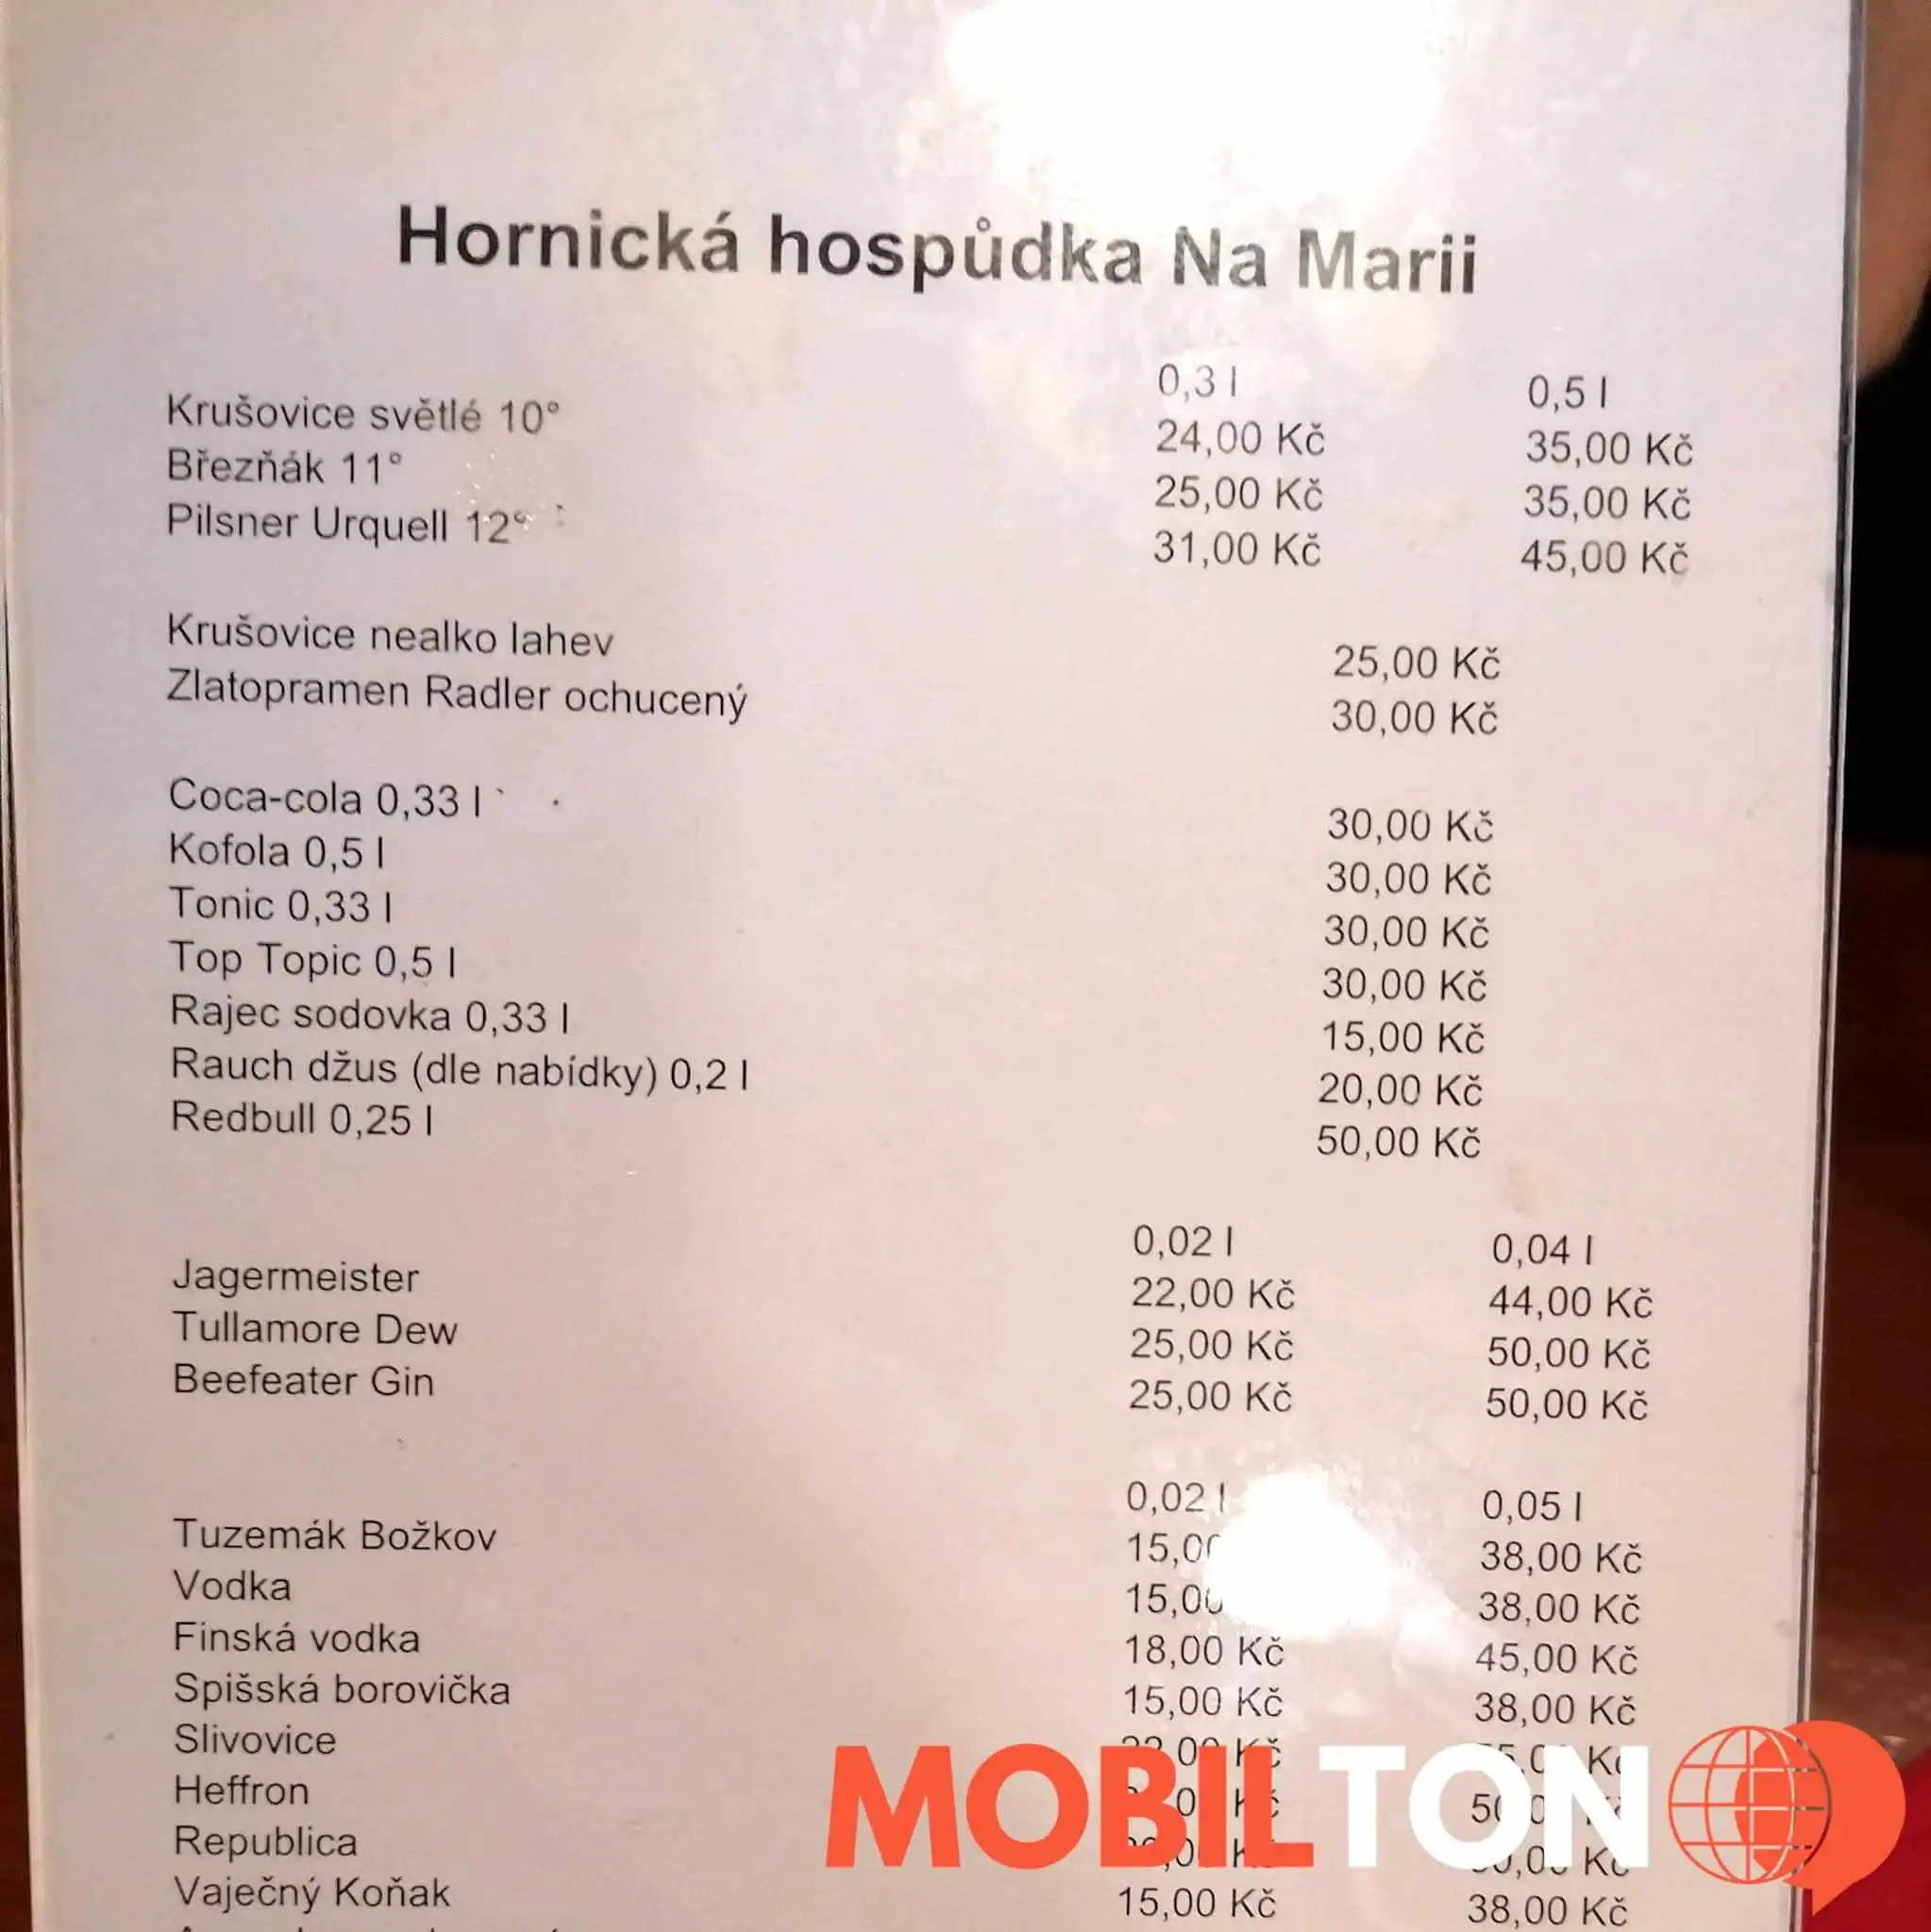 Hornická hospůdka Na Marii
0,3 l 0,5 l
Krušovice světlé 10° 24,00 Kč 35,00 Kč
Březňák 11° 25,00 Kč 35,00 Kč
Pilsner Urquell 12° 31,00 Kč 45,00 Kč
Krušovice nealko lahev 25,00 Kč
Zlatopramen Radler ochucený 30,00 Kč
Coca-cola 0,33 l 30,00 Kč
Kofola 0,5 l 30,00 Kč
Tonic 0,33 l 30,00 Kč
Top Topic 0,5 l 30,00 Kč
Rajec sodovka 0,33 l 15,00 Kč
Rauch džus (dle nabídky) 0,2 l 20,00 Kč
Redbull 0,25 l 50,00 Kč
0,02 l 0,04 l
Jagermeister 22,00 Kč 44,00 Kč
Tullamore Dew 25,00 Kč 50,00 Kč
Beefeater Gin 25,00 Kč 50,00 Kč
0,02 l 0,05 l
Tuzemák Božkov 38,00 Kč
Vodka 38,00 Kč
Finská vodka 18,00 Kč 45,00 Kč
Spišská borovička 15,00 Kč 38,00 Kč
Slivovice
Heffron
Republica
Vaječný Koňak 15,00 Kč 38,00 Kč
MOBILTON